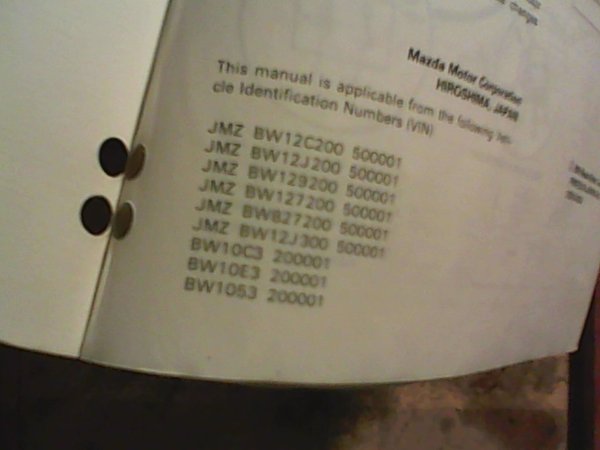 changes.
Mazda Motor Corporation
HIROSHIMA, JAPAN
This manual is applicable from the following vehi-
cle Identification Numbers (VIN)
JMZ BW12C200 500001
JMZ BW12J200 500001
JMZ BW129200 500001
JMZ BW127200 500001
JMZ BW827200 500001
JMZ BW12J300 500001
BW10C3 200001
BW10E3 200001
BW1053 200001